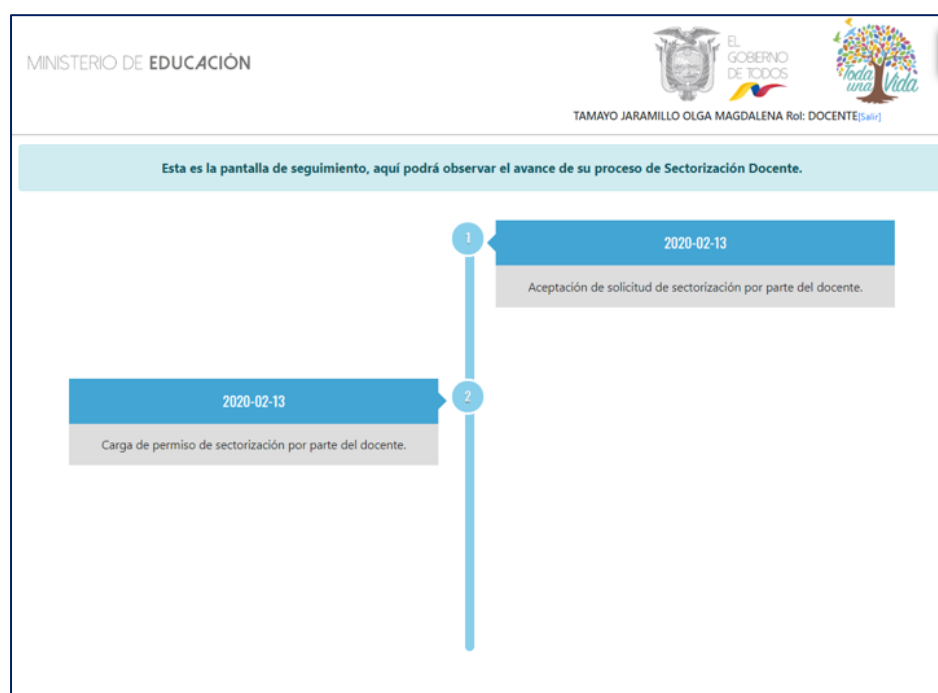 MINISTERIO DE EDUCACIÓN
EL
GOBIERNO
DE TODOS
Toda
una Vida
TAMAYO JARAMILLO OLGA MAGDALENA Rol: DOCENTE[Salir]
Esta es la pantalla de seguimiento, aquí podrá observar el avance de su proceso de Sectorización Docente.
1
2020-02-13
Aceptación de solicitud de sectorización por parte del docente.
2020-02-13
2
Carga de permiso de sectorización por parte del docente.